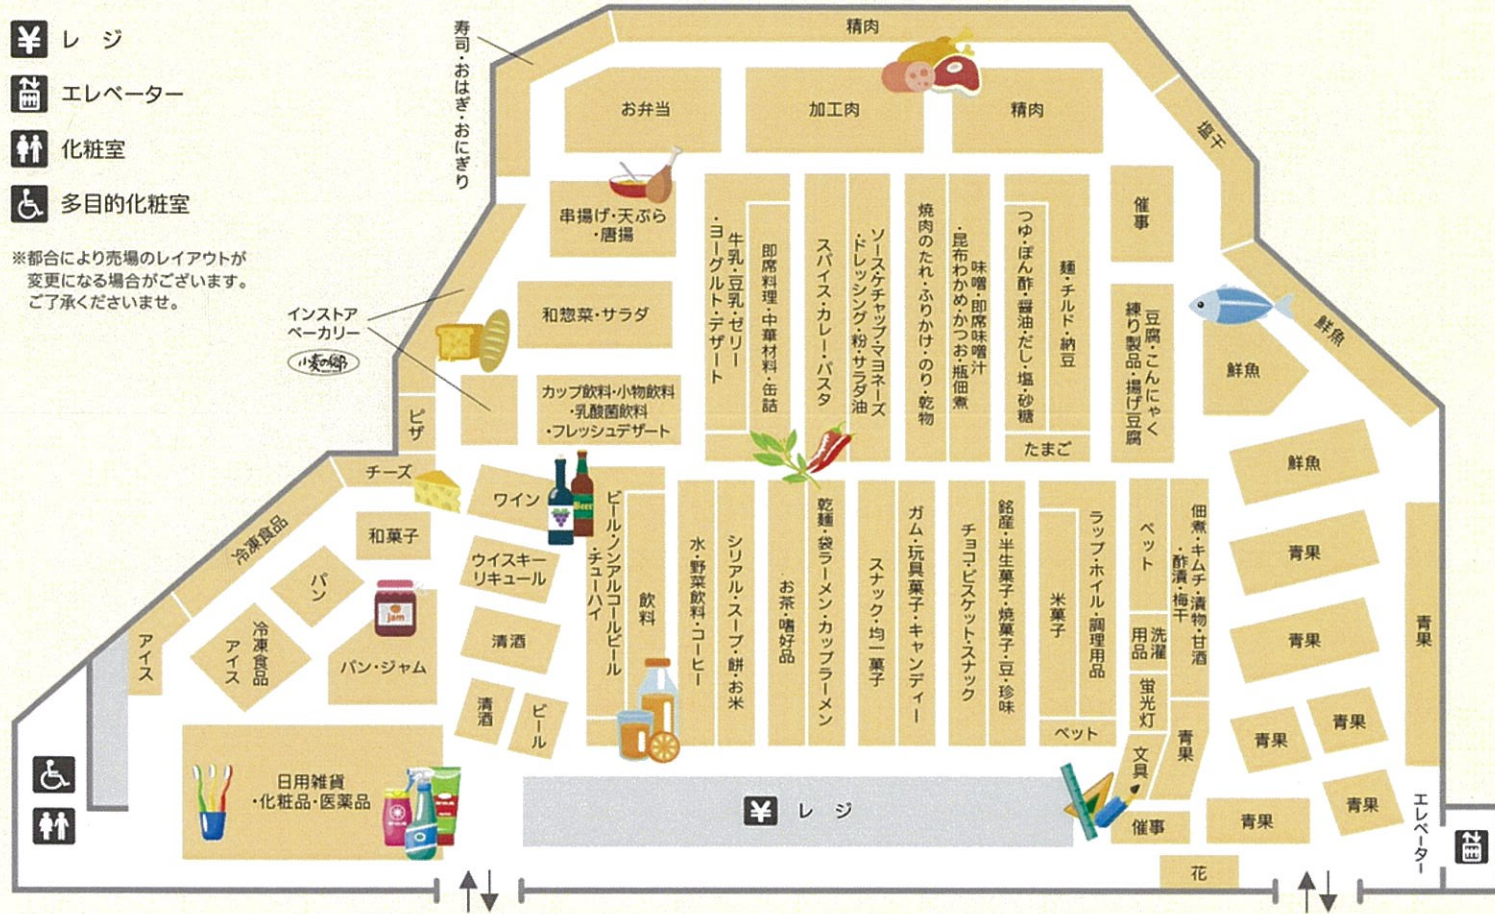 レジ
エレベーター
化粧室
多目的化粧室
※都合により売場のレイアウトが
変更になる場合がございます。
ご了承くださいませ。
寿司・おはぎ・おにぎり
精肉
お弁当
加工肉
精肉
塩干
串揚げ・天ぷら
・唐揚
牛乳・豆乳・ゼリー
・ヨーグルト・デザート
即席料理・中華材料・缶詰
スパイス・カレー・パスタ
ソース・ケチャップ・マヨネーズ
・ドレッシング・粉・サラダ油
焼肉のたれ・ふりかけ・のり・乾物
味噌・即席味噌汁
・昆布わかめ・かつお・瓶佃煮
つゆ・ぽん酢・醤油・だし・塩・砂糖
麺・チルド・納豆
たまご
催事
豆腐・こんにゃく
練り製品・揚げ豆腐
鮮魚
鮮魚
インストア
ベーカリー
小麦の郷
和惣菜・サラダ
カップ飲料・小物飲料
・乳酸菌飲料
・フレッシュデザート
ピザ
チーズ
冷凍食品
アイス
和菓子
パン
冷凍食品
アイス
パン・ジャム
jam
ワイン
Beer
ウイスキー
リキュール
清酒
清酒
ビール
ビール・ノンアルコールビール
・チューハイ
飲料
水・野菜飲料・コーヒー
シリアル・スープ・餅・お米
お茶・嗜好品
乾麺・袋ラーメン・カップラーメン
スナック・均一菓子
ガム・玩具菓子・キャンディー
チョコ・ビスケット・スナック
銘産・半生菓子・焼菓子・豆・珍味
米菓子
ラップ・ホイル・調理用品
ペット
ペット
洗濯
用品
蛍光灯
文具
佃煮・キムチ・漬物・甘酒
・酢漬・梅干
青果
鮮魚
青果
青果
青果
青果
青果
青果
青果
催事
花
日用雑貨
・化粧品・医薬品
レジ
エレベーター